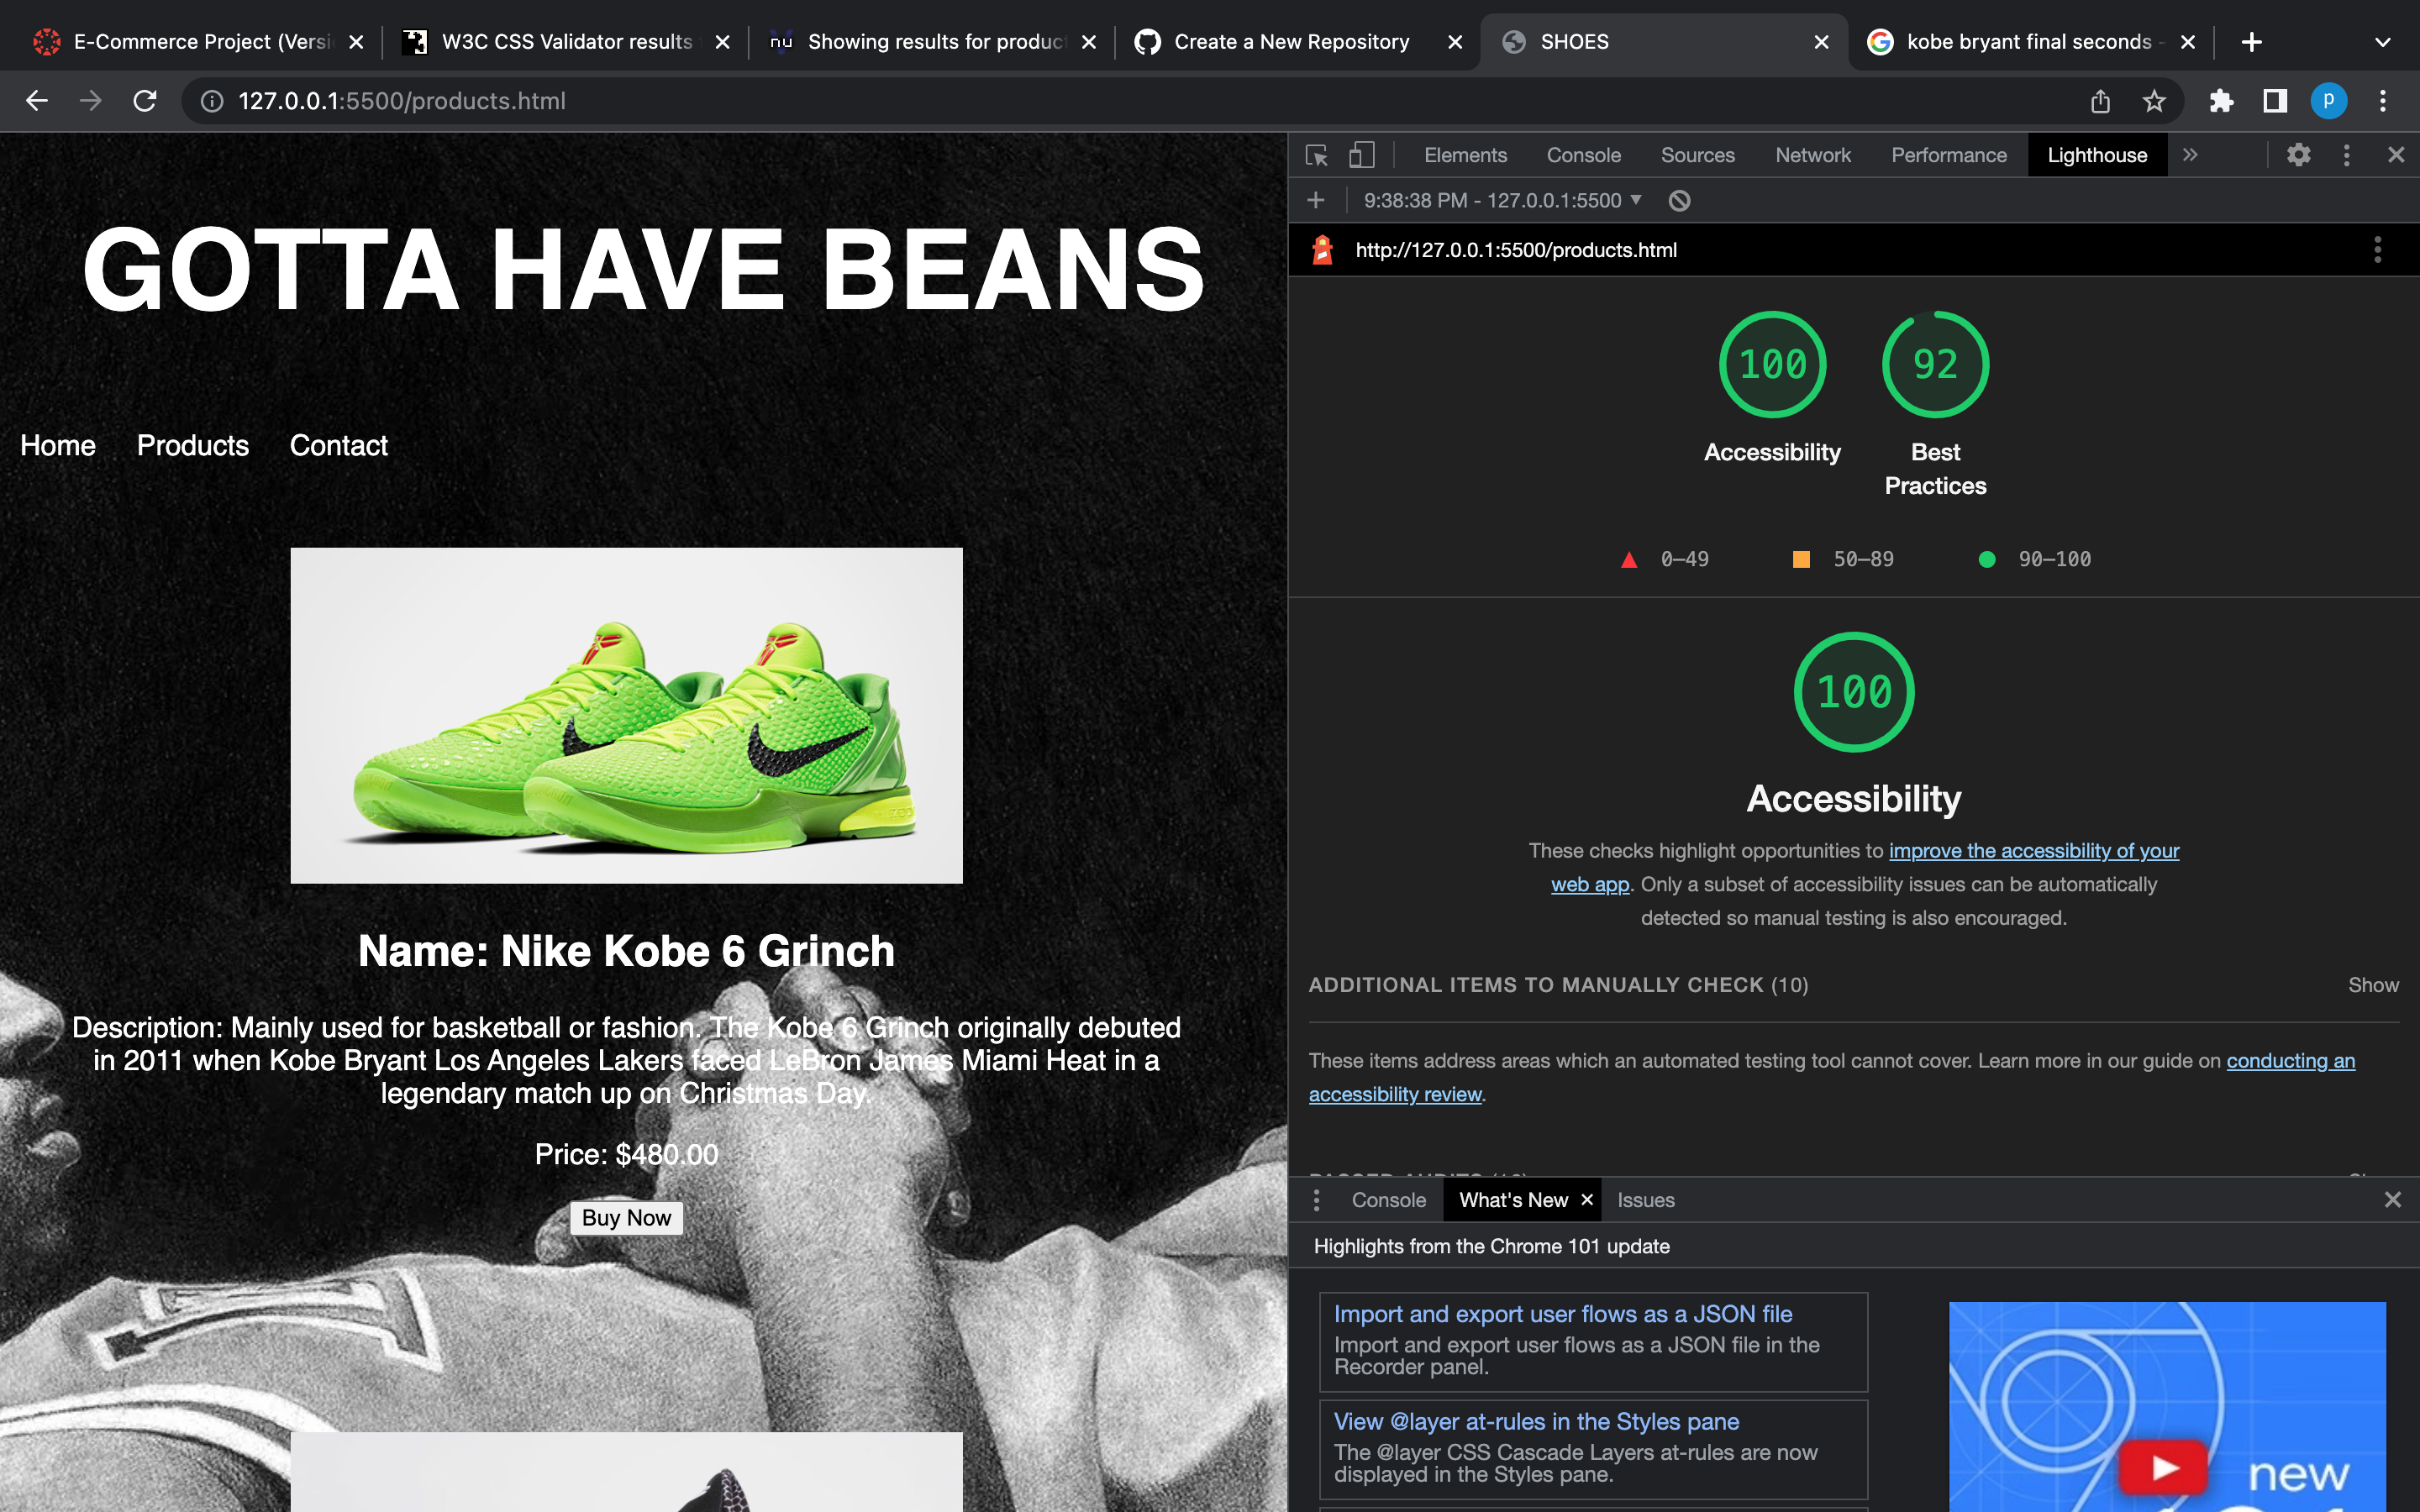 E-Commerce Project (Versi
W3C CSS Validator results
nu
Showing results for produc
Create a New Repository
SHOES
kobe bryant final seconds -
127.0.0.1:5500/products.html
p
GOTTA HAVE BEANS
Home Products Contact
Name: Nike Kobe 6 Grinch
Description: Mainly used for basketball or fashion. The Kobe 6 Grinch originally debuted
in 2011 when Kobe Bryant Los Angeles Lakers faced LeBron James Miami Heat in a
legendary match up on Christmas Day.
Price: $480.00
Buy Now
Elements Console Sources Network Performance Lighthouse
9:38:38 PM - 127.0.0.1:5500
http://127.0.0.1:5500/products.html
100 92
Accessibility Best
Practices
0–49 50–89 90–100
100
Accessibility
These checks highlight opportunities to improve the accessibility of your
web app. Only a subset of accessibility issues can be automatically
detected so manual testing is also encouraged.
ADDITIONAL ITEMS TO MANUALLY CHECK (10) Show
These items address areas which an automated testing tool cannot cover. Learn more in our guide on conducting an
accessibility review.
Console What's New Issues
Highlights from the Chrome 101 update
Import and export user flows as a JSON file
Import and export user flows as a JSON file in the
Recorder panel.
View @layer at-rules in the Styles pane
The @layer CSS Cascade Layers at-rules are now
displayed in the Styles pane.
new